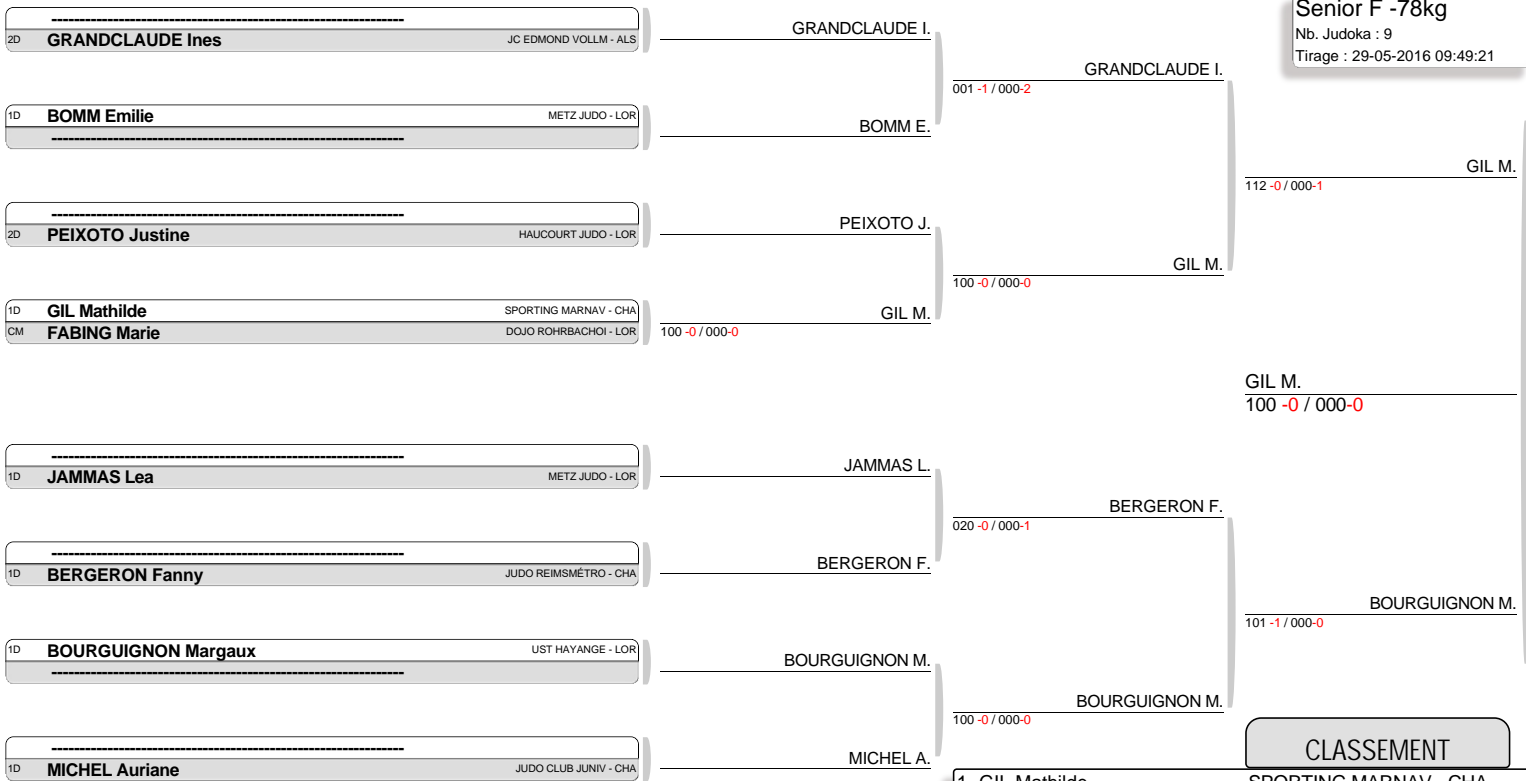 Senior F -78kg
Nb. Judoka : 9
Tirage : 29-05-2016 09:49:21
----------------------------------------------------------------
2D GRANDCLAUDE Ines JC EDMOND VOLLM - ALS
1D BOMM Emilie METZ JUDO - LOR
----------------------------------------------------------------
----------------------------------------------------------------
2D PEIXOTO Justine HAUCOURT JUDO - LOR
1D GIL Mathilde SPORTING MARNAV - CHA
CM FABING Marie DOJO ROHRBACHOI - LOR
----------------------------------------------------------------
1D JAMMAS Lea METZ JUDO - LOR
----------------------------------------------------------------
1D BERGERON Fanny JUDO REIMSMÉTRO - CHA
1D BOURGUIGNON Margaux UST HAYANGE - LOR
----------------------------------------------------------------
----------------------------------------------------------------
1D MICHEL Auriane JUDO CLUB JUNIV - CHA
GRANDCLAUDE I.
BOMM E.
PEIXOTO J.
GIL M.
100 -0 / 000-0
JAMMAS L.
BERGERON F.
BOURGUIGNON M.
MICHEL A.
GRANDCLAUDE I.
001 -1 / 000-2
GIL M.
100 -0 / 000-0
BERGERON F.
020 -0 / 000-1
BOURGUIGNON M.
100 -0 / 000-0
GIL M.
112 -0 / 000-1
GIL M.
100 -0 / 000-0
BOURGUIGNON M.
101 -1 / 000-0
CLASSEMENT
1. GIL Mathilde SPORTING MARNAV - CHA